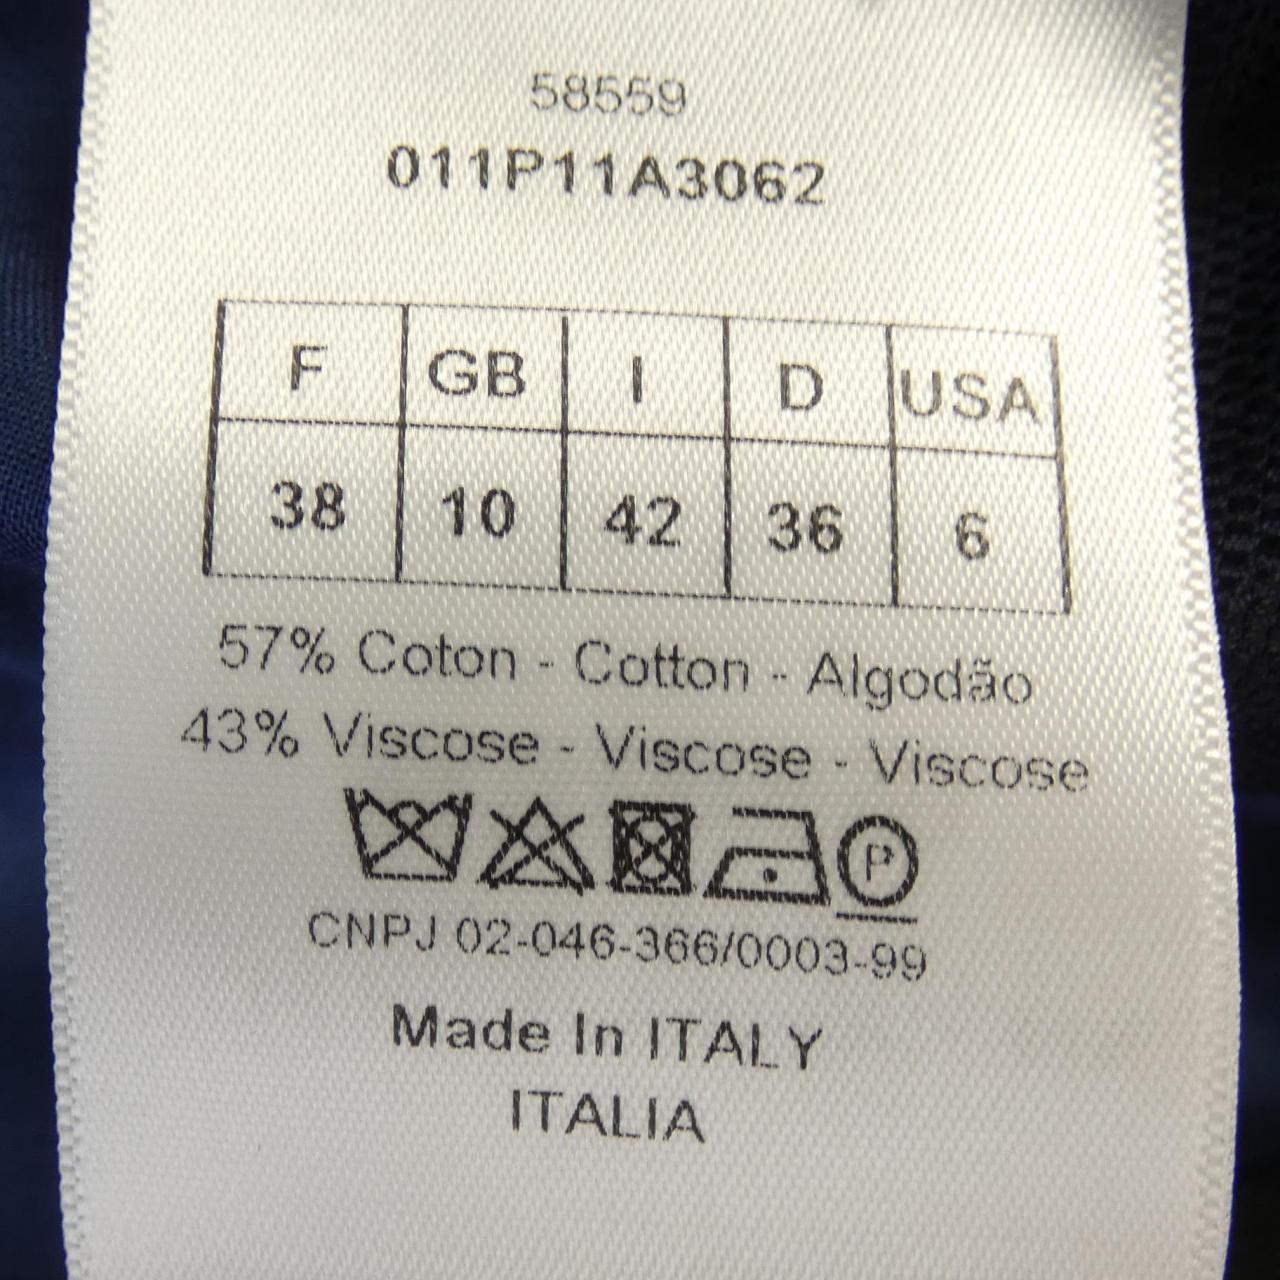 58559
011P11A3062
F GB I D USA
38 10 42 36 6
57% Coton - Cotton - Algodão
43% Viscose - Viscose - Viscose
P
CNPJ 02-046-366/0003-99
Made In ITALY
ITALIA